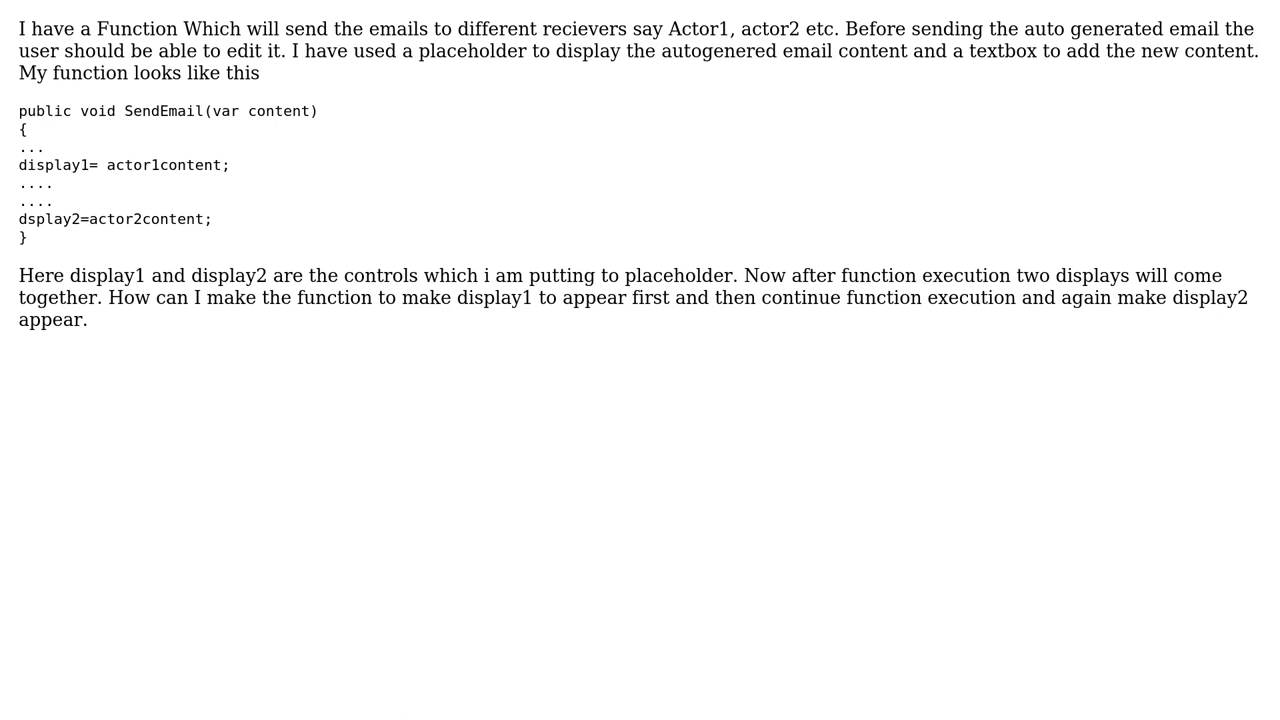 I have a Function Which will send the emails to different recievers say Actor1, actor2 etc. Before sending the auto generated email the
user should be able to edit it. I have used a placeholder to display the autogenered email content and a textbox to add the new content.
My function looks like this
public void SendEmail(var content)
{
...
display1= actor1content;
....
....
dsplay2=actor2content;
}
Here display1 and display2 are the controls which i am putting to placeholder. Now after function execution two displays will come
together. How can I make the function to make display1 to appear first and then continue function execution and again make display2
appear.